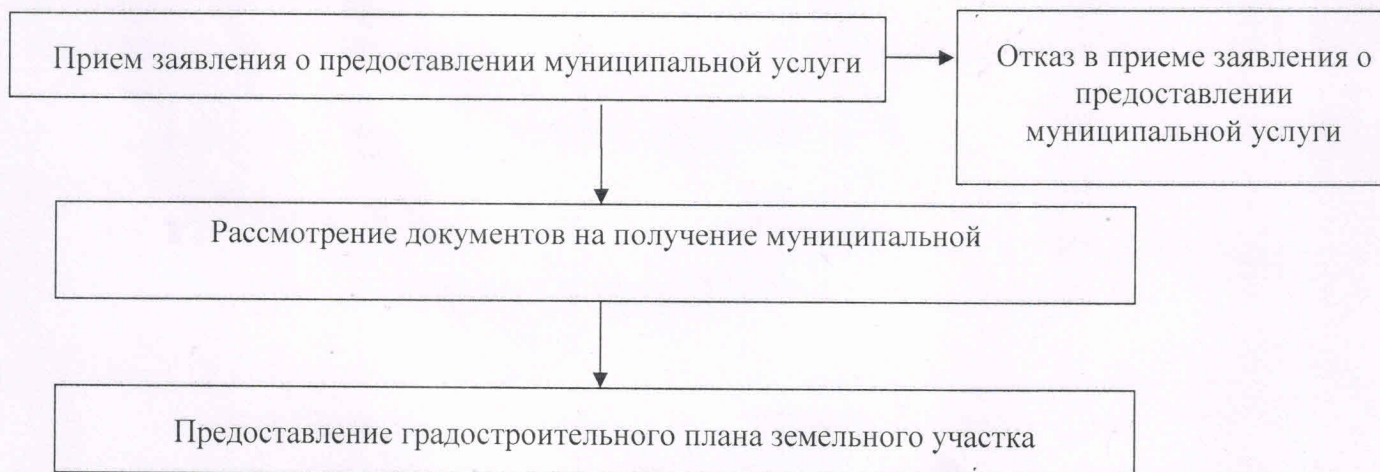 Прием заявления о предоставлении муниципальной услуги
Отказ в приеме заявления о
предоставлении
муниципальной услуги
Рассмотрение документов на получение муниципальной
Предоставление градостроительного плана земельного участка